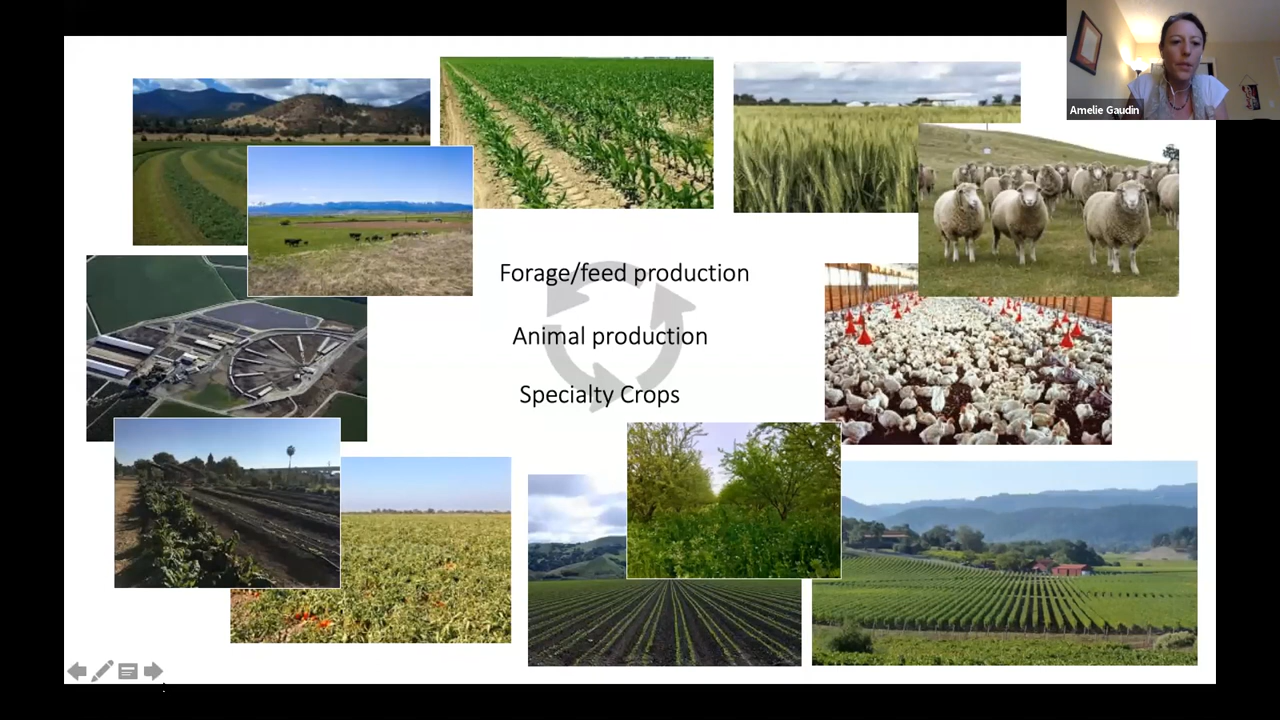 Amelie Gaudin
Forage/feed production
Animal production
Specialty Crops